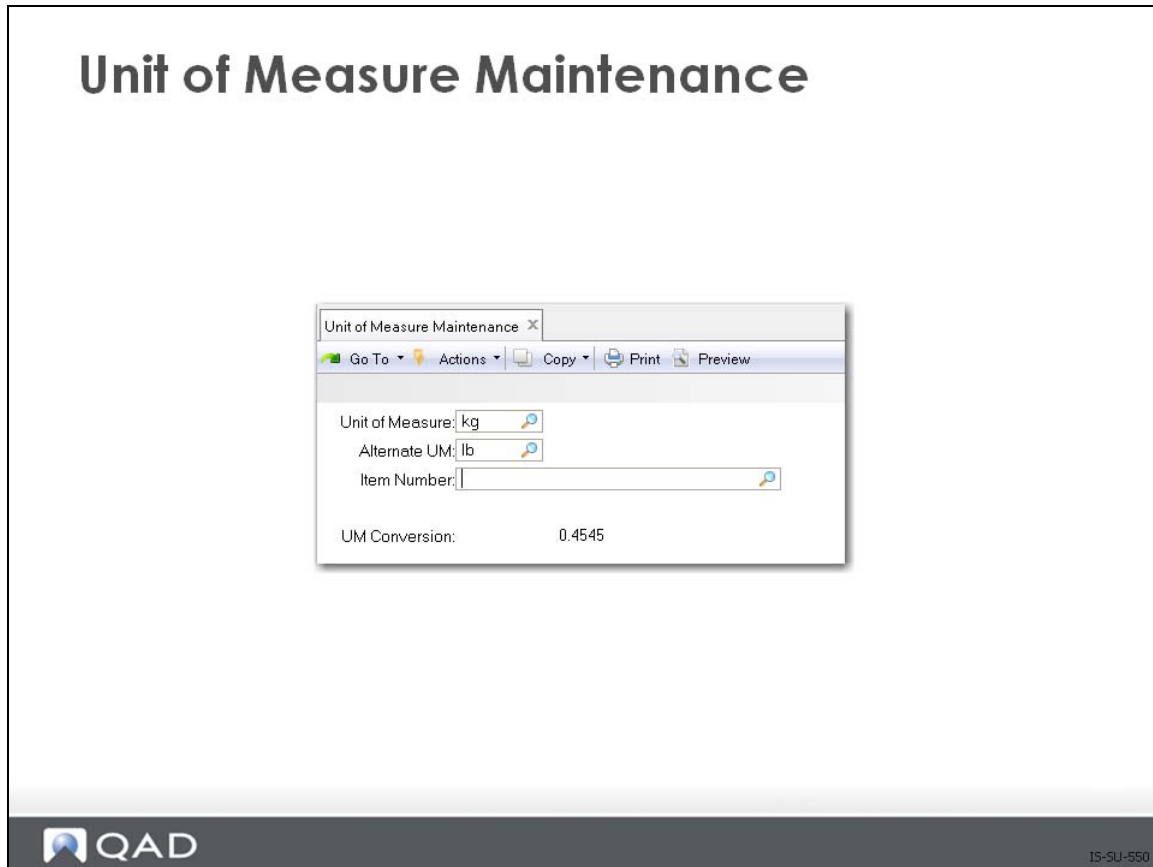 Unit of Measure Maintenance
Unit of Measure Maintenance X
Go To Actions Copy Print Preview
Unit of Measure: kg
Alternate UM: lb
Item Number:
UM Conversion: 0.4545
QAD
IS-SU-550